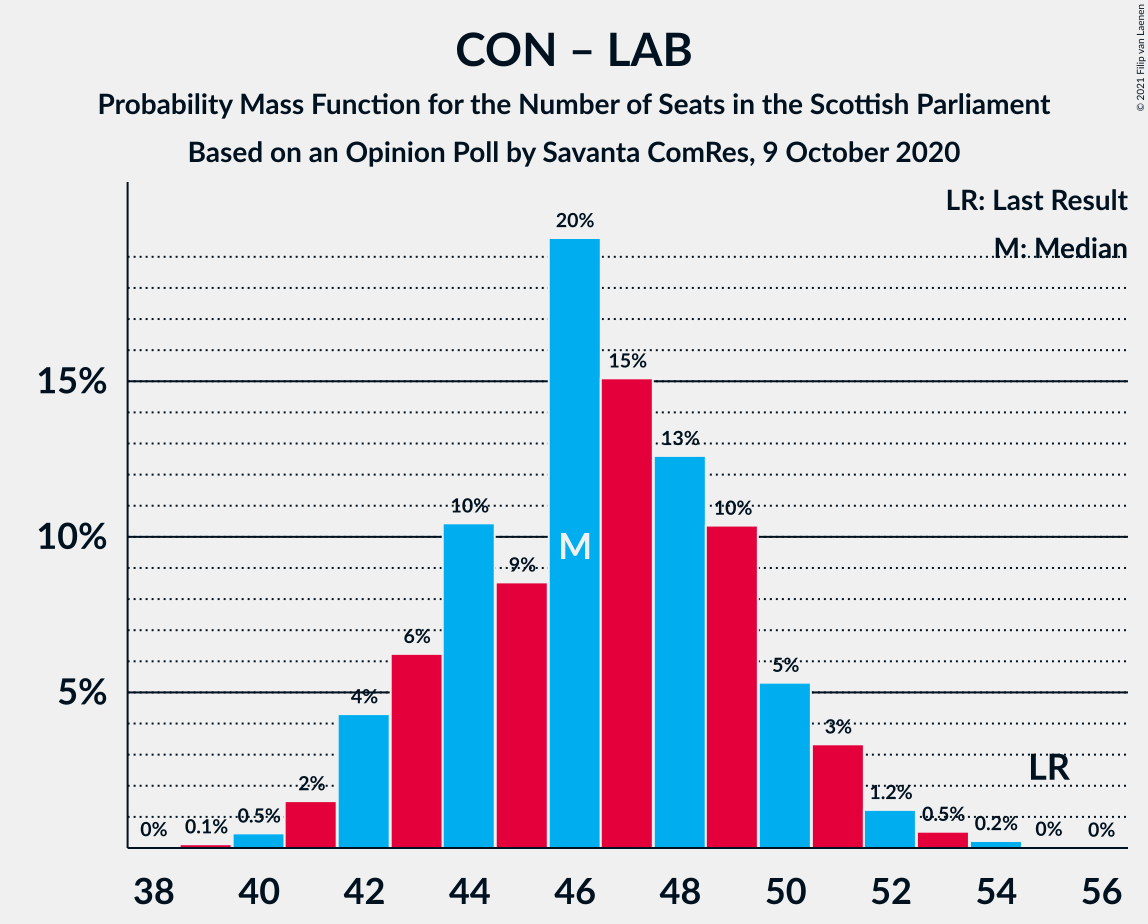 CON – LAB
Probability Mass Function for the Number of Seats in the Scottish Parliament
Based on an Opinion Poll by Savanta ComRes, 9 October 2020
© 2021 Filip van Laenen
LR: Last Result
M: Median
15%
10%
5%
0%
0.1%
0.5%
2%
4%
6%
10%
9%
20%
15%
13%
10%
5%
3%
1.2%
0.5%
0.2%
0%
0%
M
LR
38 40 42 44 46 48 50 52 54 56